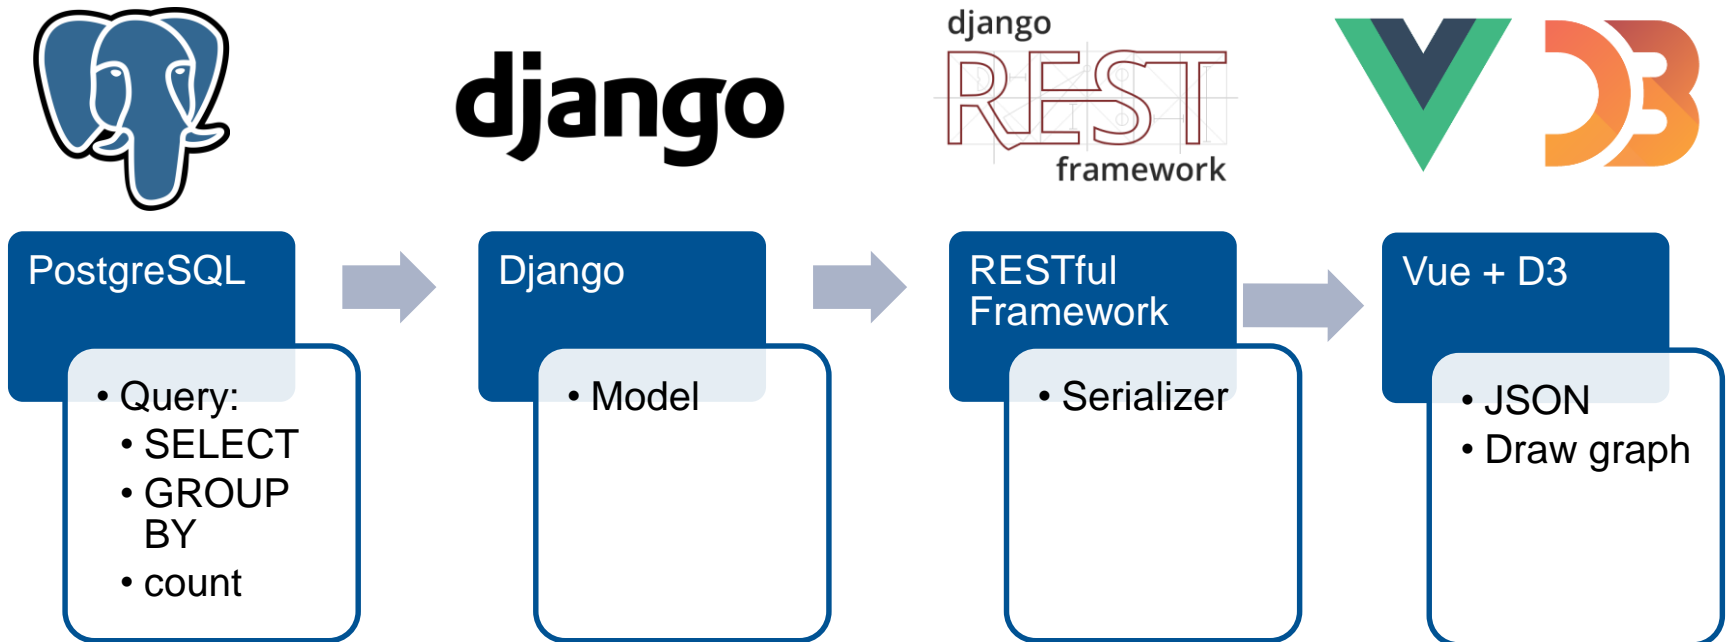 django
django
REST
framework
PostgreSQL
• Query:
• SELECT
• GROUP
BY
• count
Django
• Model
RESTful
Framework
• Serializer
Vue + D3
• JSON
• Draw graph